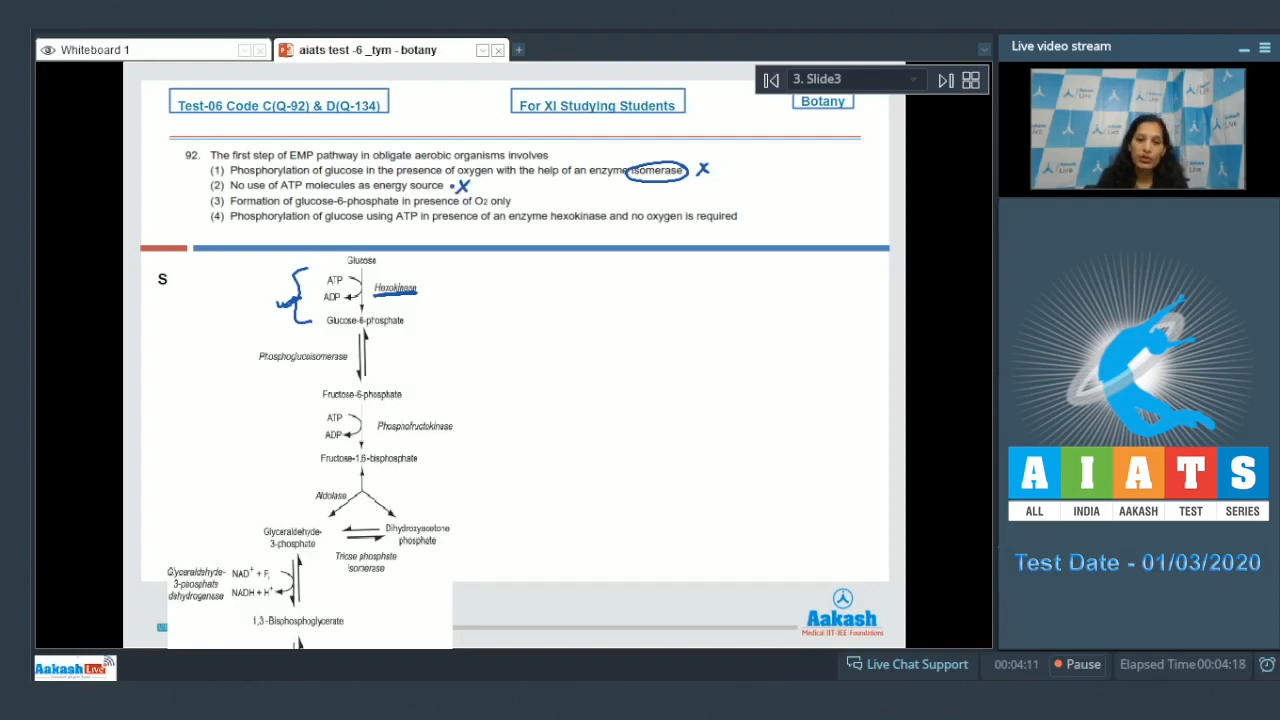 Whiteboard 1
aiats test -6 _tym - botany
Live video stream
3. Slide3
Test-06 Code C(Q-92) & D(Q-134)
For XI Studying Students
Botany
92. The first step of EMP pathway in obligate aerobic organisms involves
(1) Phosphorylation of glucose in the presence of oxygen with the help of an enzyme isomerase
(2) No use of ATP molecules as energy source
(3) Formation of glucose-6-phosphate in presence of O2 only
(4) Phosphorylation of glucose using ATP in presence of an enzyme hexokinase and no oxygen is required
S
Glucose
ATP
ADP
Hexokinase
Glucose-6-phosphate
Phosphoglucoisomerase
Fructose-6-phosphate
ATP
ADP
Phosphofructokinase
Fructose-1,6-bisphosphate
Aldolase
Glyceraldehyde-
3-phosphate
Dihydroxyacetone
phosphate
Triose phosphate
isomerase
Glyceraldehyde-
3-phosphate
dehydrogenase
NAD+ + Pi
NADH + H+
1,3-Bisphosphoglycerate
Aakash
Medical|IIT-JEE|Foundations
A I A T S
ALL INDIA AAKASH TEST SERIES
Test Date - 01/03/2020
Aakash Live
Live Chat Support
00:04:11
Pause
Elapsed Time 00:04:18